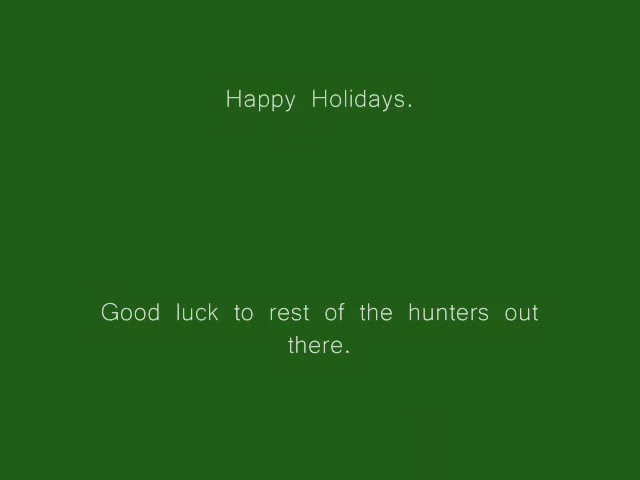 Happy Holidays.
Good luck to rest of the hunters out
there.